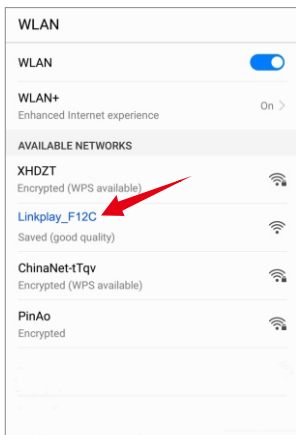 WLAN
WLAN
WLAN+
Enhanced Internet experience
On >
AVAILABLE NETWORKS
XHDZT
Encrypted (WPS available)
Linkplay_F12C
Saved (good quality)
ChinaNet-tTqv
Encrypted (WPS available)
PinAo
Encrypted